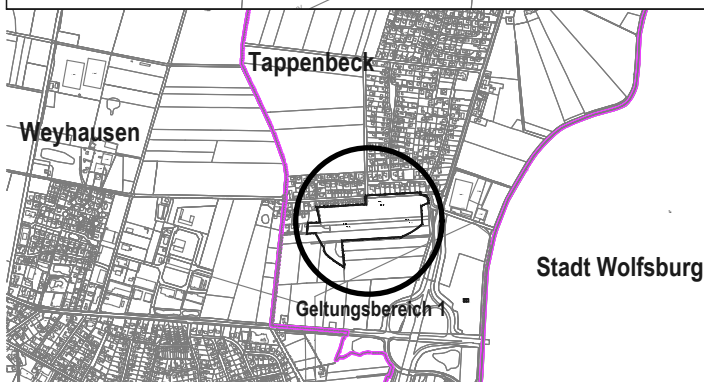 Tappenbeck
Weyhausen
Stadt Wolfsburg
Geltungsbereich 1